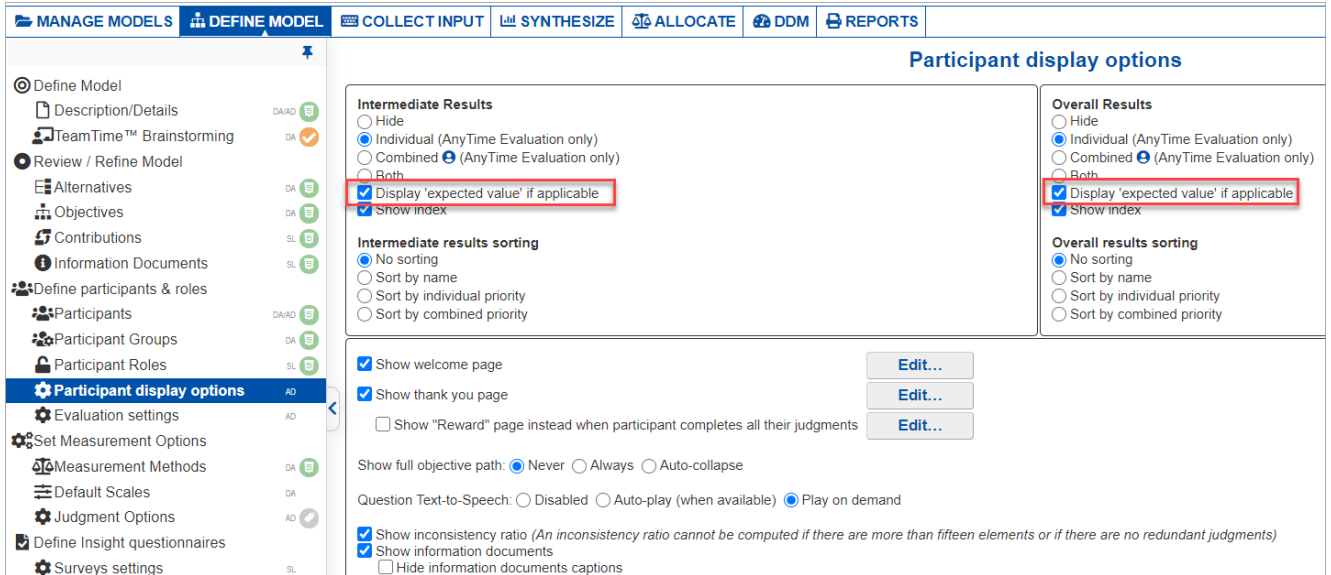 MANAGE MODELS DEFINE MODEL COLLECT INPUT SYNTHESIZE ALLOCATE DDM REPORTS
Participant display options
Define Model
Description/Details DA/AD
TeamTime™ Brainstorming DA
Review / Refine Model
Alternatives DA
Objectives DA
Contributions SL
Information Documents SL
Define participants & roles
Participants DA/AD
Participant Groups DA
Participant Roles SL
Participant display options AD
Evaluation settings AD
Set Measurement Options
Measurement Methods DA
Default Scales DA
Judgment Options AD
Define Insight questionnaires
Surveys settings SL
Intermediate Results
Hide
Individual (AnyTime Evaluation only)
Combined (AnyTime Evaluation only)
Both
Display 'expected value' if applicable
Show index
Intermediate results sorting
No sorting
Sort by name
Sort by individual priority
Sort by combined priority
Overall Results
Hide
Individual (AnyTime Evaluation only)
Combined (AnyTime Evaluation only)
Both
Display 'expected value' if applicable
Show index
Overall results sorting
No sorting
Sort by name
Sort by individual priority
Sort by combined priority
Show welcome page Edit...
Show thank you page Edit...
Show "Reward" page instead when participant completes all their judgments Edit...
Show full objective path: Never Always Auto-collapse
Question Text-to-Speech: Disabled Auto-play (when available) Play on demand
Show inconsistency ratio (An inconsistency ratio cannot be computed if there are more than fifteen elements or if there are no redundant judgments)
Show information documents
Hide information documents captions